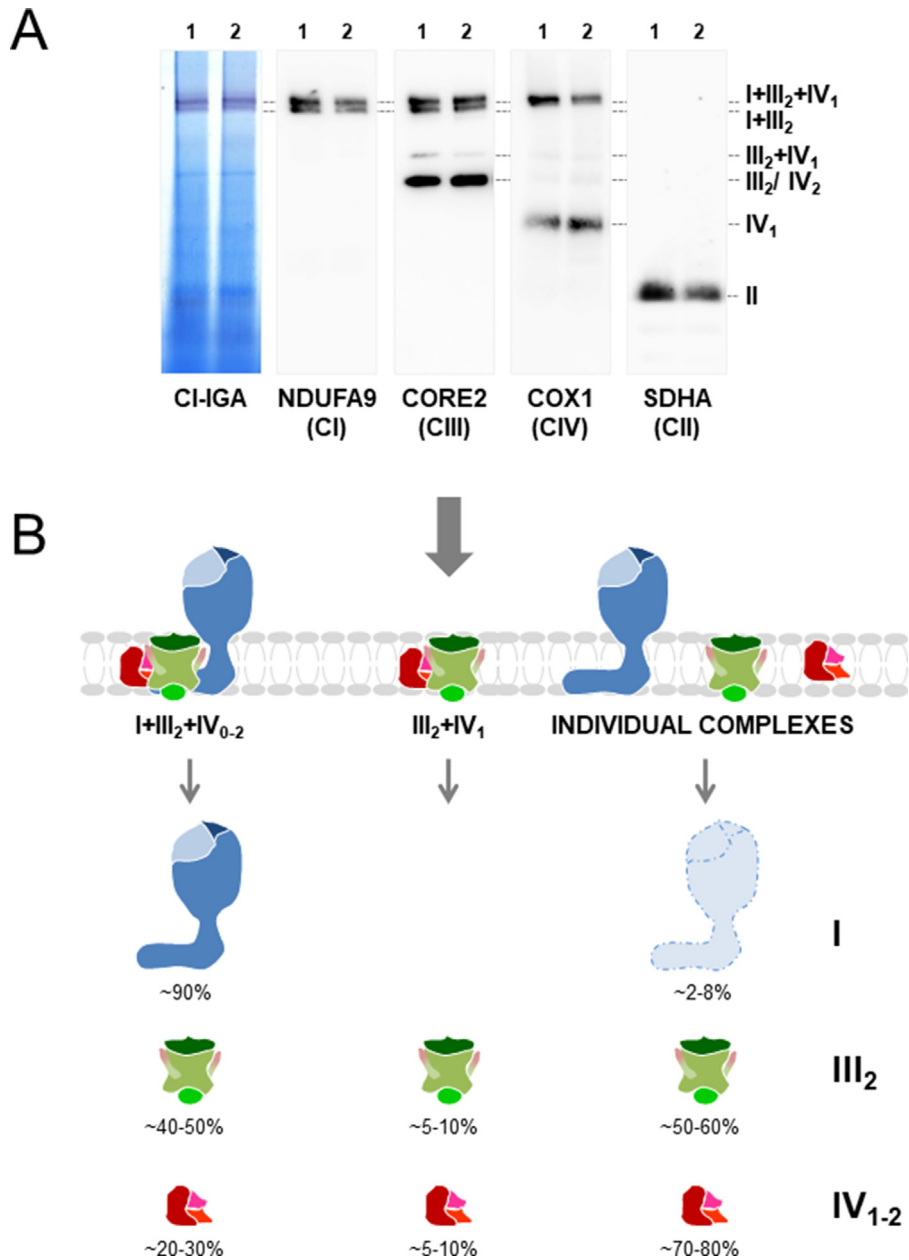 A
1 2 1 2 1 2 1 2 1 2
I+III₂+IV₁
I+III₂
III₂+IV₁
III₂/ IV₂
IV₁
II
CI-IGA NDUFA9 CORE2 COX1 SDHA
(CI) (CIII) (CIV) (CII)
B
I+III₂+IV₀₋₂ III₂+IV₁ INDIVIDUAL COMPLEXES
I
~90% ~2-8%
III₂
~40-50% ~5-10% ~50-60%
IV₁₋₂
~20-30% ~5-10% ~70-80%